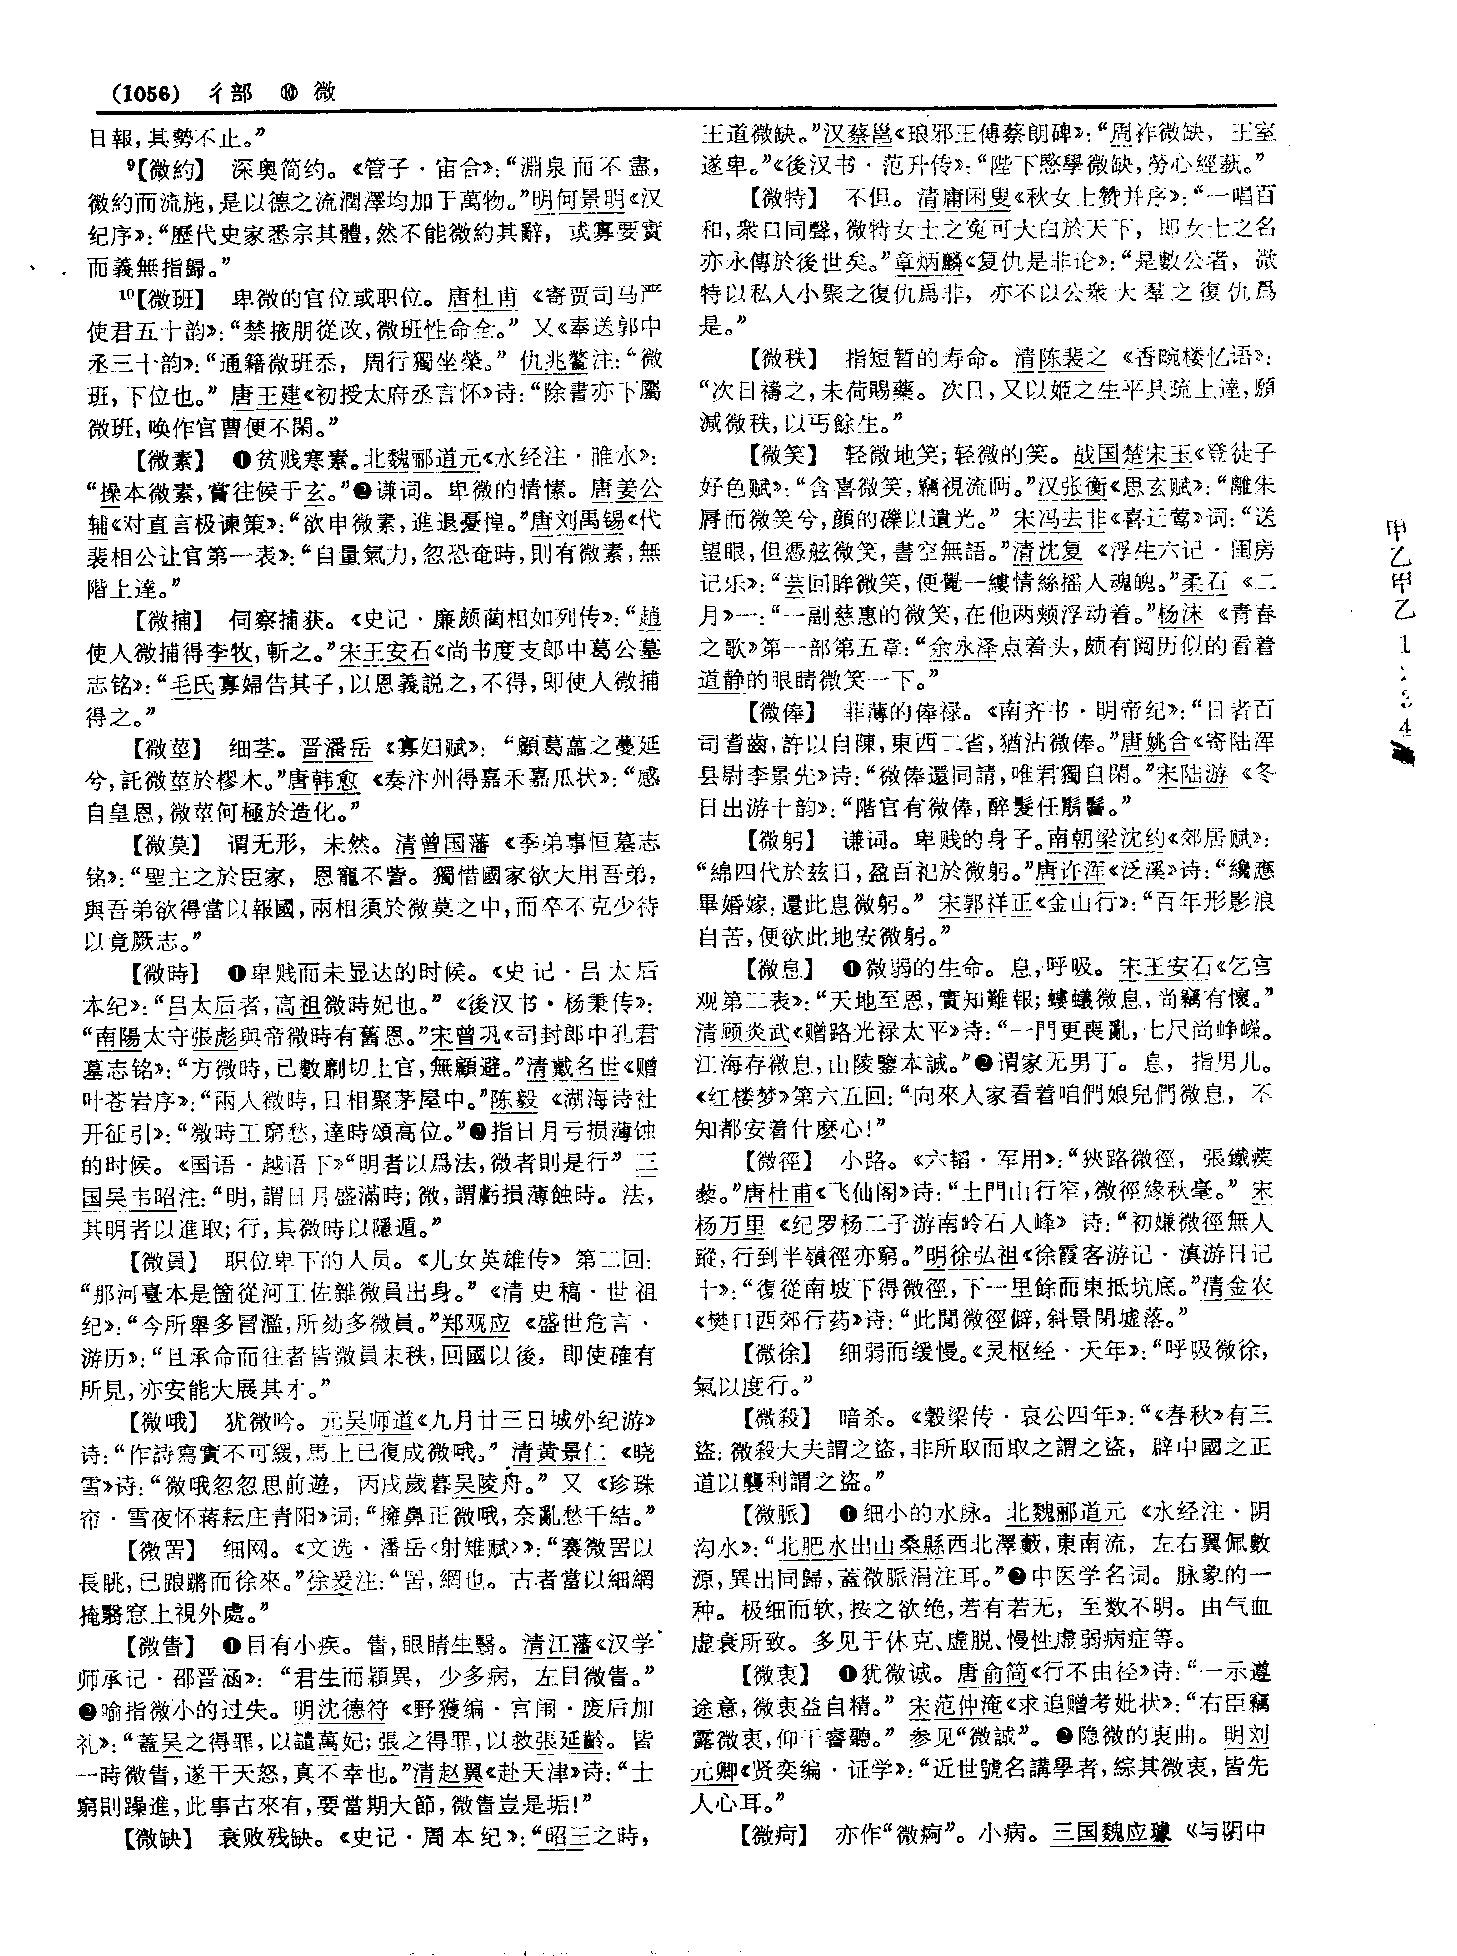 (1056) 彳部 ⑩ 微
日報,其勢不止。”
⁹【微約】 深奥简约。《管子·宙合》:“淵泉而不盡,
微約而流施,是以德之流潤澤均加于萬物。”明何景明《汉
纪序》:“歷代史家悉宗其體,然不能微約其辭，或寡要實
而義無指歸。”
¹⁰【微班】 卑微的官位或职位。唐杜甫《寄贾司马严
使君五十韵》:“禁掖朋從改,微班性命全。”又《奉送郭中
丞三十韵》:“通籍微班忝，周行獨坐榮。”仇兆鳌注:“微
班,下位也。”唐王建《初授太府丞言怀》诗:“除書亦下屬
微班,唤作官曹便不閑。”
【微素】 ❶贫贱寒素。北魏郦道元《水经注·雎水》:
“操本微素,嘗往候于玄。”❷谦词。卑微的情愫。唐姜公
辅《对直言极谏策》:“欲申微素,進退憂惶。”唐刘禹锡《代
裴相公让官第一表》:“自量氣力,忽恐奄時,則有微素,無
階上達。”
【微捕】 伺察捕获。《史记·廉颇蔺相如列传》:“趙
使人微捕得李牧,斬之。”宋王安石《尚书度支郎中葛公墓
志铭》:“毛氏寡婦告其子,以恩義説之,不得,即使人微捕
得之。”
【微莖】 细茎。晋潘岳《寡妇赋》:“顧葛藟之蔓延
兮,託微莖於樛木。”唐韩愈《奏汴州得嘉禾嘉瓜状》:“感
自皇恩,微莖何極於造化。”
【微莫】 谓无形，未然。清曾国藩《季弟事恒墓志
铭》:“聖主之於臣家，恩寵不訾。獨惜國家欲大用吾弟,
與吾弟欲得當以報國,兩相須於微莫之中,而卒不克少待
以竟厥志。”
【微時】 ❶卑贱而未显达的时候。《史记·吕太后
本纪》:“吕太后者,高祖微時妃也。”《後汉书·杨秉传》:
“南陽太守張彪與帝微時有舊恩。”宋曾巩《司封郎中孔君
墓志铭》:“方微時,已數劘切上官,無顧避。”清戴名世《赠
叶苍岩序》:“兩人微時,日相聚茅屋中。”陈毅《湖海诗社
开征引》:“微時工窮愁,達時頌高位。”❷指日月亏损薄蚀
的时候。《国语·越语下》“明者以爲法,微者則是行”三
国吴韦昭注:“明,謂日月盛滿時;微,謂虧損薄蝕時。法,
其明者以進取;行,其微時以隱遁。”
【微員】 职位卑下的人员。《儿女英雄传》第二回:
“那河臺本是箇從河工佐雜微員出身。”《清史稿·世祖
纪》:“今所舉多冒濫,所劾多微員。”郑观应《盛世危言·
游历》:“且承命而往者皆微員末秩,回國以後，即使確有
所見,亦安能大展其才。”
【微哦】 犹微吟。元吴师道《九月廿三日城外纪游》
诗:“作詩寫實不可緩,馬上已復成微哦。”清黄景仁《晓
雪》诗:“微哦忽忽思前遊，丙戌歲暮吴陵舟。”又《珍珠
帘·雪夜怀蒋耘庄青阳》词:“擁鼻正微哦,奈亂愁千結。”
【微罟】 细网。《文选·潘岳〈射雉赋〉》:“褰微罟以
長眺,已踉蹡而徐來。”徐爰注:“罟,網也。古者當以細網
掩翳窓上視外處。”
【微眚】 ❶目有小疾。眚,眼睛生翳。清江藩《汉学
师承记·邵晋涵》:“君生而穎異，少多病，左目微眚。”
❷喻指微小的过失。明沈德符《野獲编·宫闱·废后加
礼》:“蓋吴之得罪,以譴萬妃;張之得罪,以救張延齡。皆
一時微眚,遂干天怒,真不幸也。”清赵翼《赴天津》诗:“士
窮則躁進,此事古來有,要當期大節,微眚豈是垢!”
【微缺】 衰败残缺。《史记·周本纪》:“昭王之時,
王道微缺。”汉蔡邕《琅邪王傅蔡朗碑》:“周祚微缺，王室
遂卑。”《後汉书·范升传》:“陛下愍學微缺,勞心經藝。”
【微特】 不但。清庸闲叟《秋女士赞并序》:“一唱百
和,衆口同聲,微特女士之寃可大白於天下，即女士之名
亦永傳於後世矣。”章炳麟《复仇是非论》:“是數公者，微
特以私人小聚之復仇爲非，亦不以公衆大羣之復仇爲
是。”
【微秩】 指短暂的寿命。清陈裴之《香畹楼忆语》:
“次日禱之,未荷賜藥。次日,又以姬之生平具疏上達,願
減微秩,以丐餘生。”
【微笑】 轻微地笑;轻微的笑。战国楚宋玉《登徒子
好色赋》:“含喜微笑,竊視流眄。”汉张衡《思玄赋》:“離朱
脣而微笑兮,顔的礫以遺光。”宋冯去非《喜迁莺》词:“送
望眼,但憑舷微笑,書空無語。”清沈复《浮生六记·闺房
记乐》:“芸回眸微笑,便覺一縷情絲摇人魂魄。”柔石《二
月》一:“一副慈惠的微笑,在他两颊浮动着。”杨沫《青春
之歌》第一部第五章:“余永泽点着头,颇有阅历似的看着
道静的眼睛微笑一下。”
【微俸】 菲薄的俸禄。《南齐书·明帝纪》:“日者百
司耆齒,許以自陳,東西二省,猶沾微俸。”唐姚合《寄陆浑
县尉李景先》诗:“微俸還同請,唯君獨自閑。”宋陆游《冬
日出游十韵》:“階官有微俸,醉髮任鬅鬙。”
【微躬】 谦词。卑贱的身子。南朝梁沈约《郊居赋》:
“綿四代於兹日,盈百祀於微躬。”唐许浑《泛溪》诗:“纔應
畢婚嫁,還此息微躬。”宋郭祥正《金山行》:“百年形影浪
自苦,便欲此地安微躬。”
【微息】 ❶微弱的生命。息,呼吸。宋王安石《乞宫
观第二表》:“天地至恩,實知難報;螻蟻微息,尚竊有懷。”
清顾炎武《赠路光禄太平》诗:“一門更喪亂,七尺尚峥嶸。
江海存微息,山陵鑒本誠。”❷谓家无男丁。息，指男儿。
《红楼梦》第六五回:“向來人家看着咱們娘兒們微息，不
知都安着什麽心!”
【微徑】 小路。《六韬·军用》:“狹路微徑，張鐵蒺
藜。”唐杜甫《飞仙阁》诗:“土門山行窄,微徑緣秋毫。”宋
杨万里《纪罗杨二子游南岭石人峰》诗:“初嫌微徑無人
蹤,行到半嶺徑亦窮。”明徐弘祖《徐霞客游记·滇游日记
十》:“復從南坡下得微徑,下一里餘而東抵坑底。”清金农
《樊口西郊行药》诗:“此間微徑僻,斜景閉墟落。”
【微徐】 细弱而缓慢。《灵枢经·天年》:“呼吸微徐,
氣以度行。”
【微殺】 暗杀。《穀梁传·哀公四年》:“《春秋》有三
盗:微殺大夫謂之盗,非所取而取之謂之盗，辟中國之正
道以襲利謂之盗。”
【微脈】 ❶细小的水脉。北魏郦道元《水经注·阴
沟水》:“北肥水出山桑縣西北澤藪,東南流，左右翼佩數
源,異出同歸,蓋微脈涓注耳。”❷中医学名词。脉象的一
种。极细而软,按之欲绝,若有若无，至数不明。由气血
虚衰所致。多见于休克、虚脱、慢性虚弱病症等。
【微衷】 ❶犹微诚。唐俞简《行不由径》诗:“一示遵
途意,微衷益自精。”宋范仲淹《求追赠考妣状》:“右臣竊
露微衷,仰干睿聽。”参见“微誠”。❷隐微的衷曲。明刘
元卿《贤奕编·证学》:“近世號名講學者,綜其微衷,皆先
人心耳。”
【微疴】 亦作“微痾”。小病。三国魏应璩《与阴中
甲乙甲乙1
4